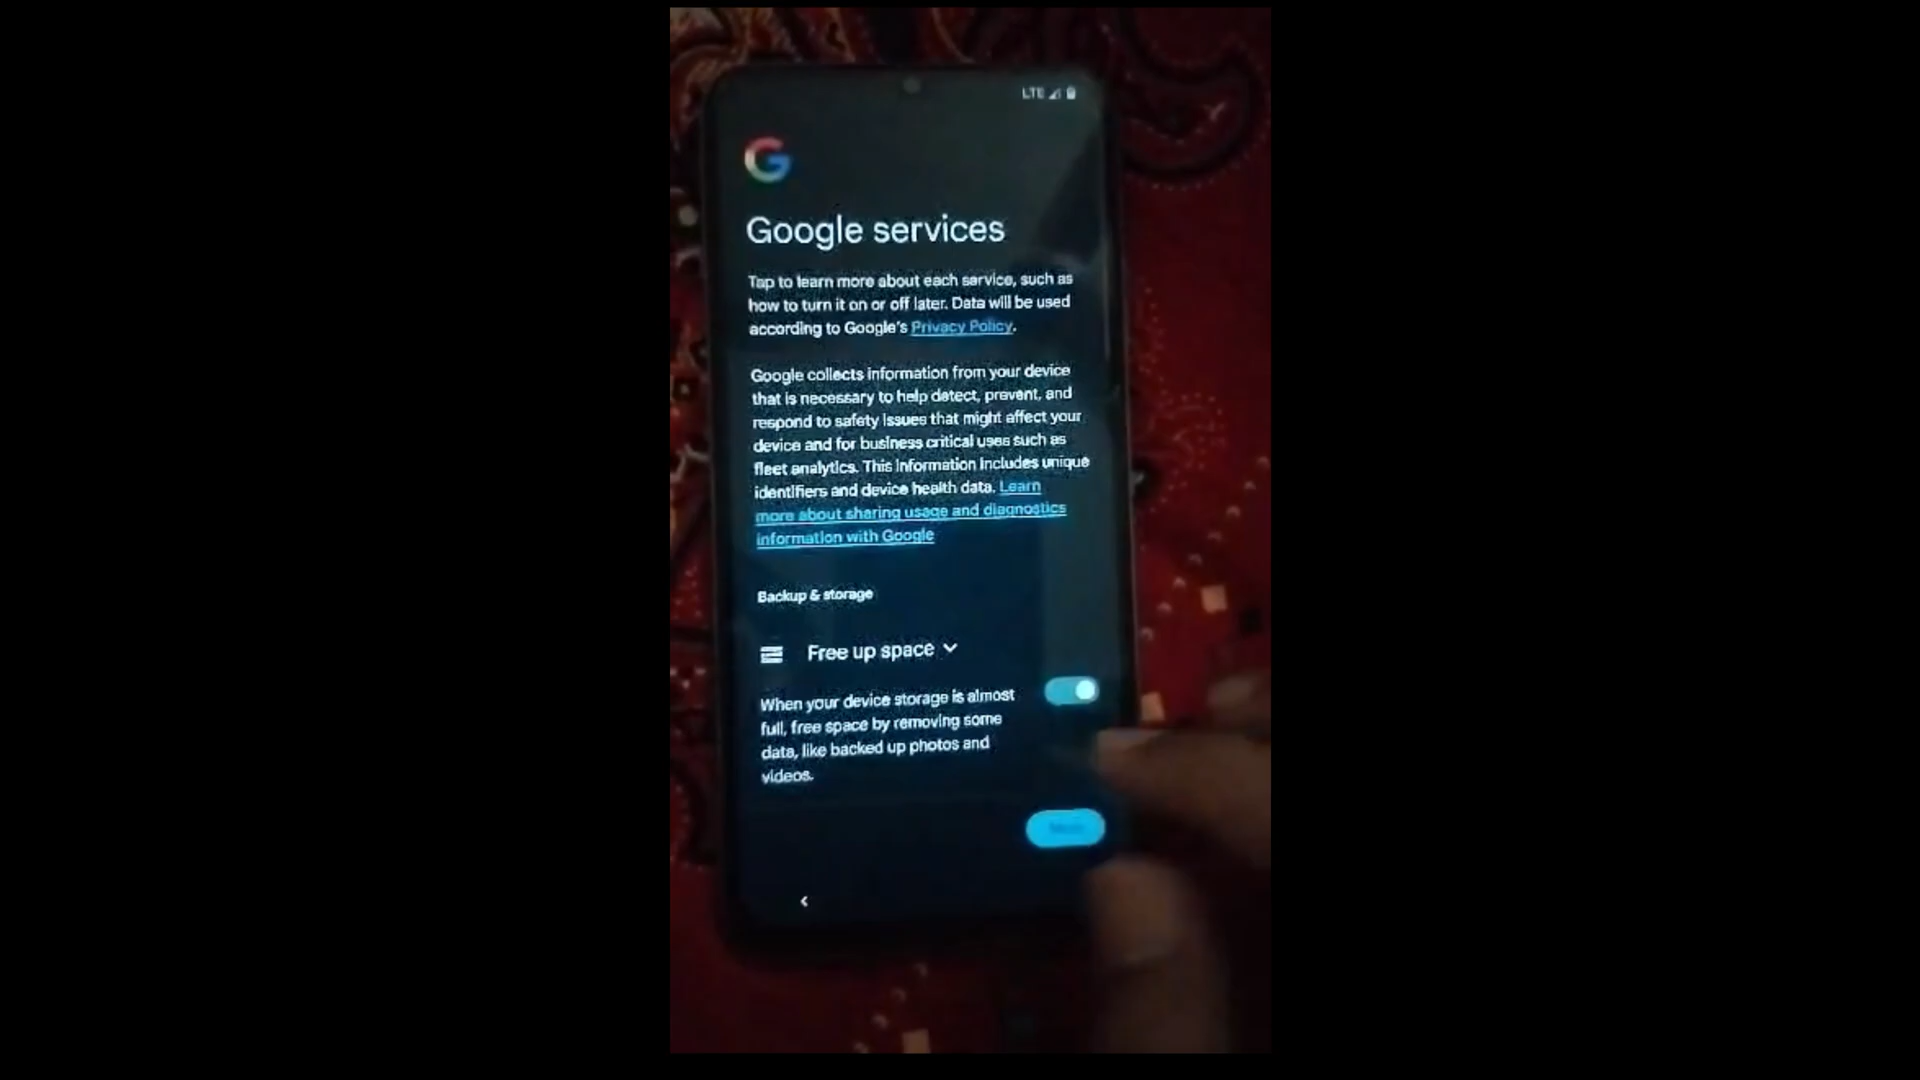 LTE
Google services
Tap to learn more about each service, such as
how to turn it on or off later. Data will be used
according to Google's Privacy Policy.
Google collects information from your device
that is necessary to help detect, prevent, and
respond to safety issues that might affect your
device and for business critical uses such as
fleet analytics. This information includes unique
identifiers and device health data. Learn
more about sharing usage and diagnostics
information with Google
Backup & storage
Free up space
When your device storage is almost
full, free space by removing some
data, like backed up photos and
videos.